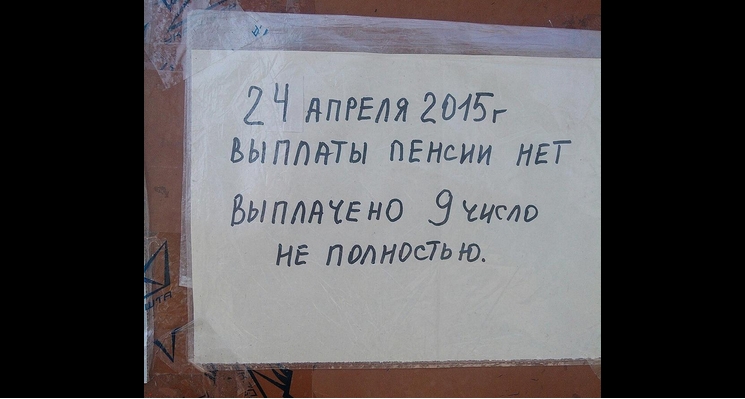 24 АПРЕЛЯ 2015г
ВЫПЛАТЫ ПЕНСИИ НЕТ
ВЫПЛАЧЕНО 9 ЧИСЛО
НЕ ПОЛНОСТЬЮ.